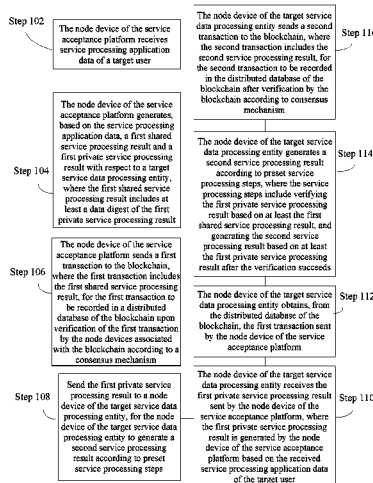 Step 102
The node device of the service
acceptance platform receives
service processing application
data of a target user
Step 104
The node device of the service
acceptance platform generates,
based on the service processing
application data, a first shared
service processing result and a
first private service processing
result with respect to a target
service data processing entity,
where the first shared service
processing result includes at
least a data digest of the first
private service processing result
Step 106
The node device of the service
acceptance platform sends a first
transaction to the blockchain,
where the first transaction includes
the first shared service processing
result, for the first transaction to
be recorded in a distributed
database of the blockchain upon
verification of the first transaction
by the node devices associated
with the blockchain according to a
consensus mechanism
Step 108
Send the first private service
processing result to a node
device of the target service data
processing entity, for the node
device of the target service data
processing entity to generate a
second service processing result
according to preset service
processing steps
The node device of the target service
data processing entity receives the
first private service processing result
sent by the node device of the
service acceptance platform, where
the first private service processing
result is generated by the node
device of the service acceptance
platform based on the received
service processing application data
of the target user
Step 110
The node device of the target service
data processing entity obtains, from
the distributed database of the
blockchain, the first transaction sent
by the node device of the service
acceptance platform
Step 112
The node device of the target service
data processing entity generates a
second service processing result
according to preset service
processing steps, where the service
processing steps include verifying
the first private service processing
result based on at least the first
shared service processing result, and
generating the second service
processing result based on at least
the first private service processing
result after the verification succeeds
Step 114
The node device of the target service
data processing entity sends a second
transaction to the blockchain, where
the second transaction includes the
second service processing result, for
the second transaction to be recorded
in the distributed database of the
blockchain after verification by the
blockchain according to consensus
mechanism
Step 116